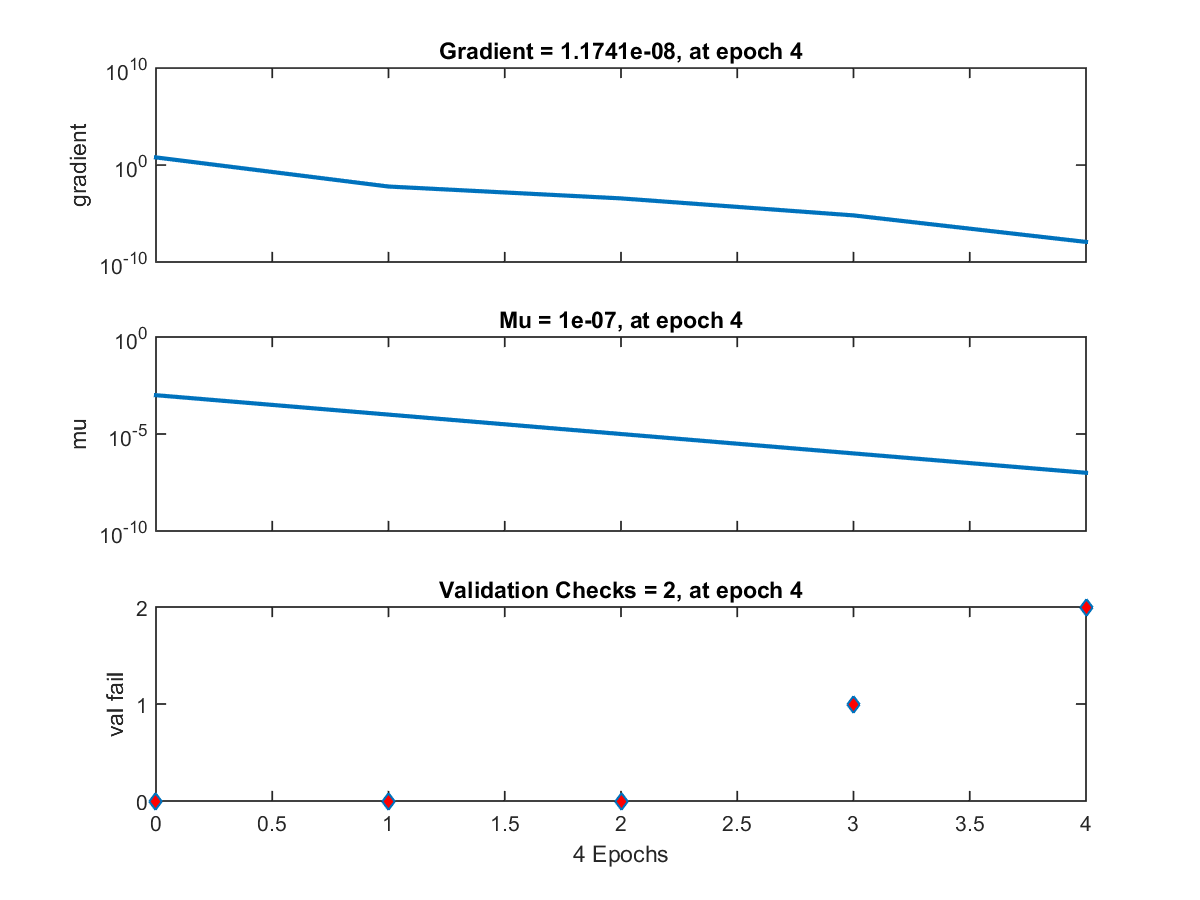 Gradient = 1.1741e-08, at epoch 4
10^10
10^0
10^-10
gradient
Mu = 1e-07, at epoch 4
10^0
10^-5
10^-10
mu
Validation Checks = 2, at epoch 4
2
1
0
val fail
0 0.5 1 1.5 2 2.5 3 3.5 4
4 Epochs